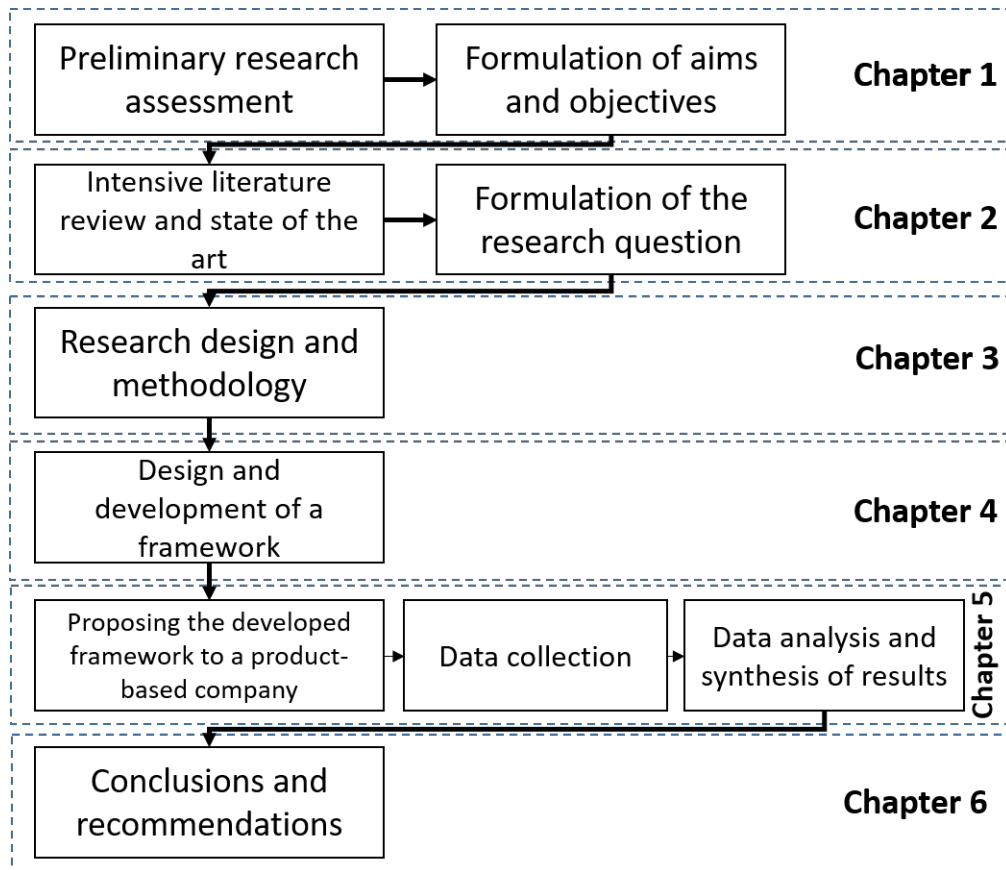 Preliminary research
assessment
Formulation of aims
and objectives
Chapter 1
Intensive literature
review and state of the
art
Formulation of the
research question
Chapter 2
Research design and
methodology
Chapter 3
Design and
development of a
framework
Chapter 4
Proposing the developed
framework to a product-
based company
Data collection
Data analysis and
synthesis of results
Chapter 5
Conclusions and
recommendations
Chapter 6